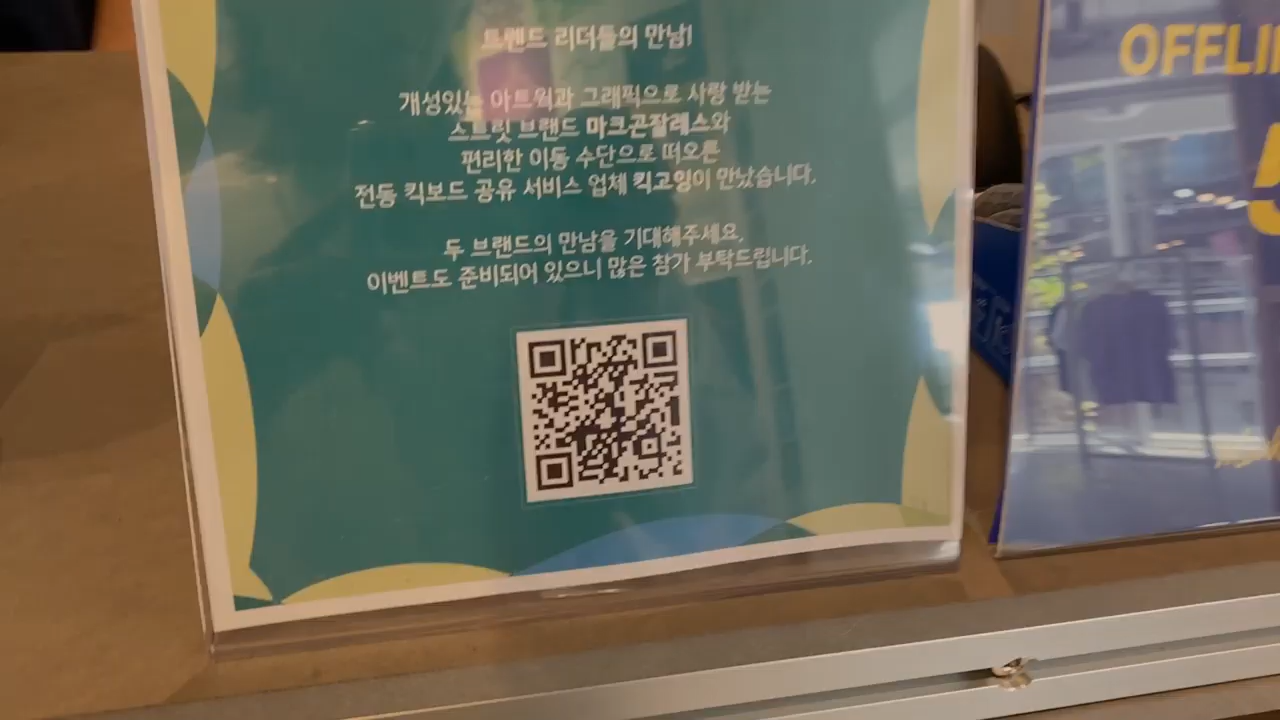 트렌드 리더들의 만남!
개성있는 아트웍과 그래픽으로 사랑 받는
스트릿 브랜드 마크곤잘레스와
편리한 이동 수단으로 떠오른
전동 킥보드 공유 서비스 업체 킥고잉이 만났습니다.
두 브랜드의 만남을 기대해주세요.
이벤트도 준비되어 있으니 많은 참가 부탁드립니다.
OFFLI
5